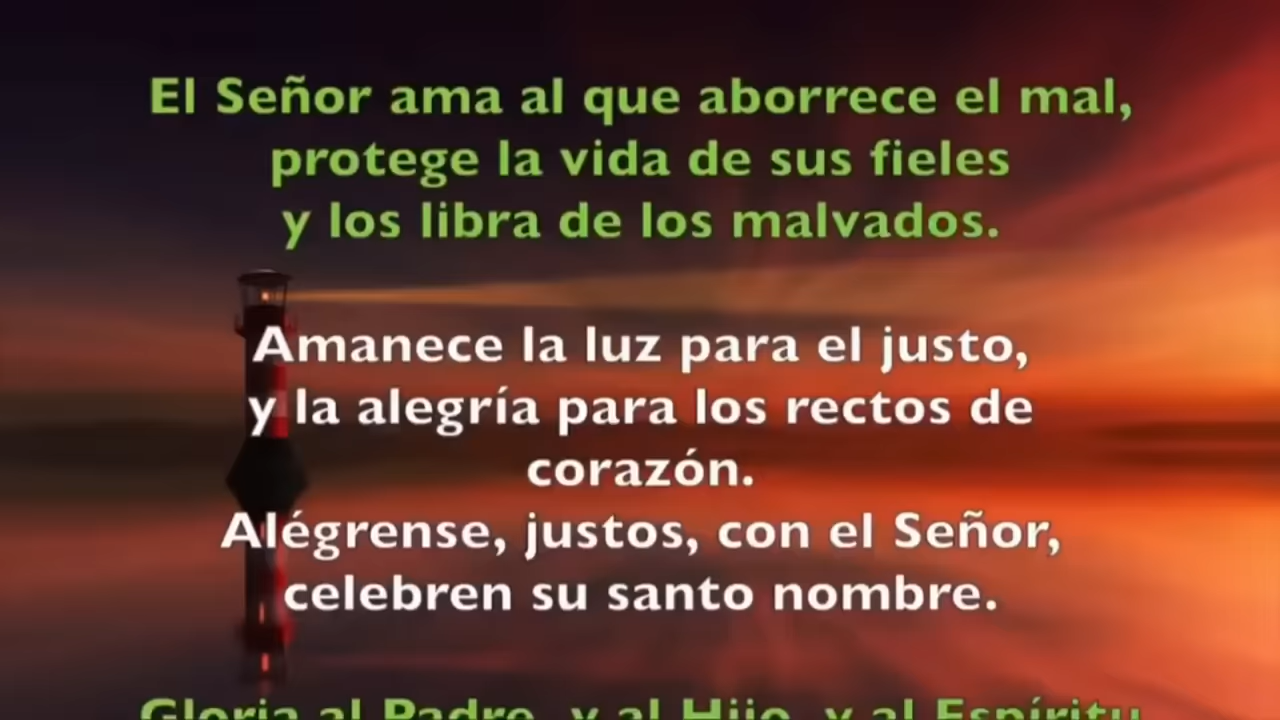 El Señor ama al que aborrece el mal,
protege la vida de sus fieles
y los libra de los malvados.
Amanece la luz para el justo,
y la alegría para los rectos de
corazón.
Alégrense, justos, con el Señor,
celebren su santo nombre.
Gloria al Padre, y al Hijo, y al Espíritu